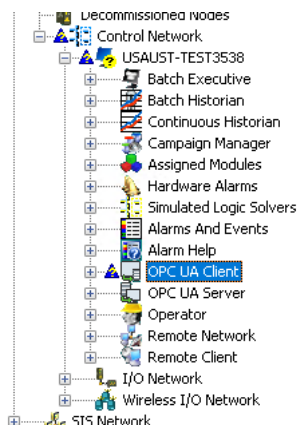 Decommissioned Nodes
Control Network
USAUST-TEST3538
Batch Executive
Batch Historian
Continuous Historian
Campaign Manager
Assigned Modules
Hardware Alarms
Simulated Logic Solvers
Alarms And Events
Alarm Help
OPC UA Client
OPC UA Server
Operator
Remote Network
Remote Client
I/O Network
Wireless I/O Network
SIS Network